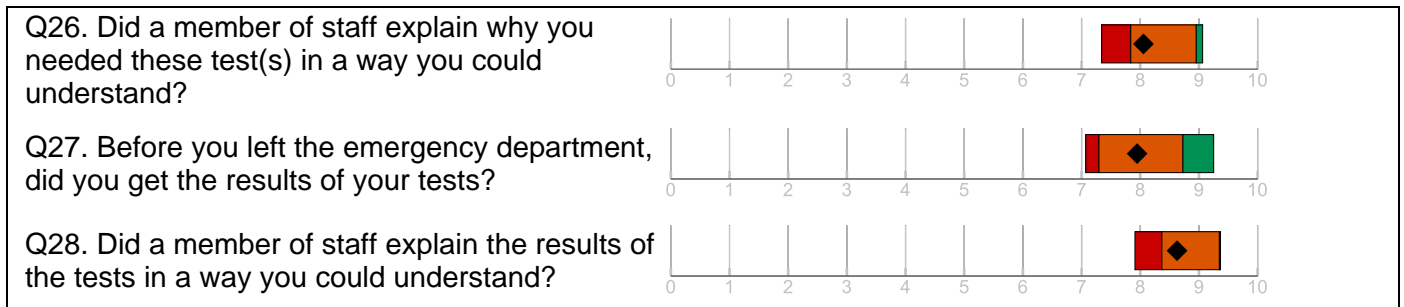 Q26. Did a member of staff explain why you
needed these test(s) in a way you could
understand?
0 1 2 3 4 5 6 7 8 9 10
Q27. Before you left the emergency department,
did you get the results of your tests?
0 1 2 3 4 5 6 7 8 9 10
Q28. Did a member of staff explain the results of
the tests in a way you could understand?
0 1 2 3 4 5 6 7 8 9 10